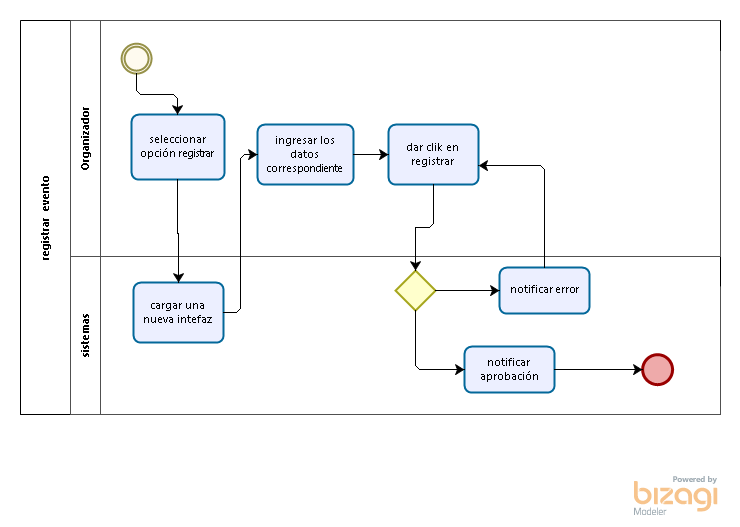 registrar evento
Organizador
seleccionar
opción registrar
ingresar los
datos
correspondiente
dar clik en
registrar
sistemas
cargar una
nueva intefaz
notificar error
notificar
aprobación
Powered by
bizagi
Modeler